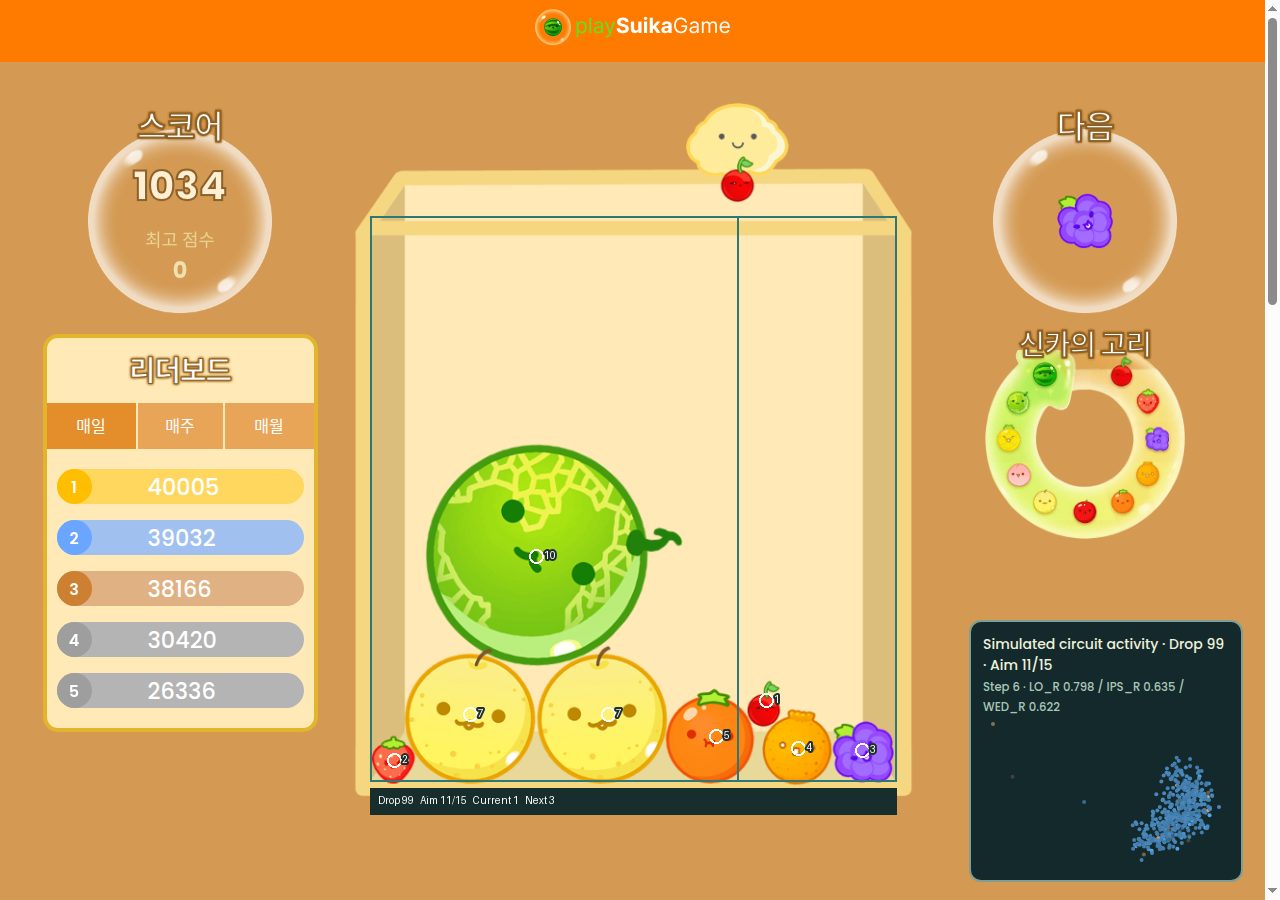 playSuikaGame
스코어
1034
최고 점수
0
다음
리더보드
매일
매주
매월
1 40005
2 39032
3 38166
4 30420
5 26336
신카의 고리
10
7
7
5
1
4
3
2
Drop 99 Aim 11/15 Current 1 Next 3
Simulated circuit activity · Drop 99
· Aim 11/15
Step 6 · LO_R 0.798 / IPS_R 0.635 /
WED_R 0.622